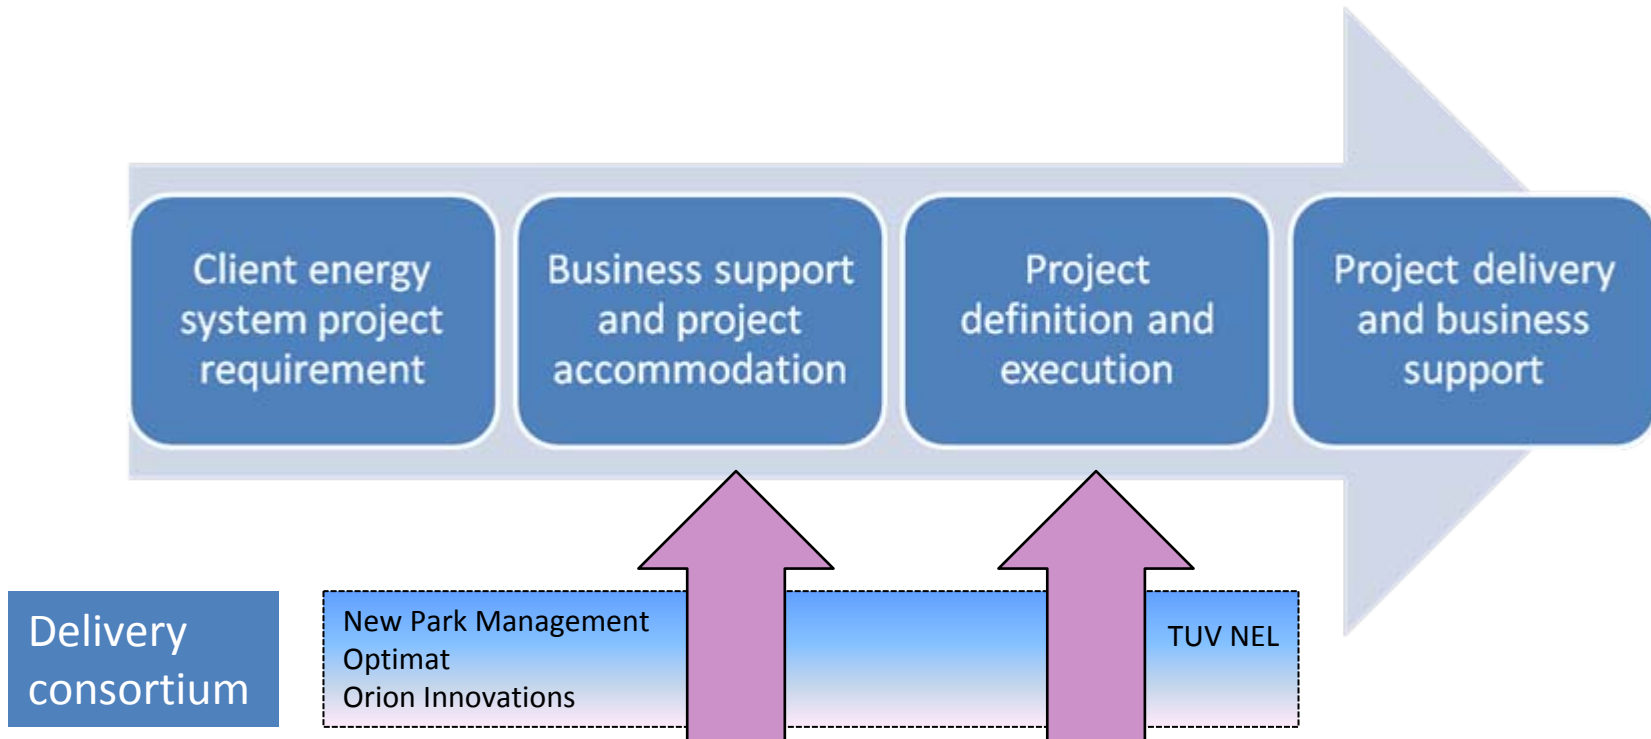 Client energy
system project
requirement
Business support
and project
accommodation
Project
definition and
execution
Project delivery
and business
support
Delivery
consortium
New Park Management
Optimat
Orion Innovations
TUV NEL